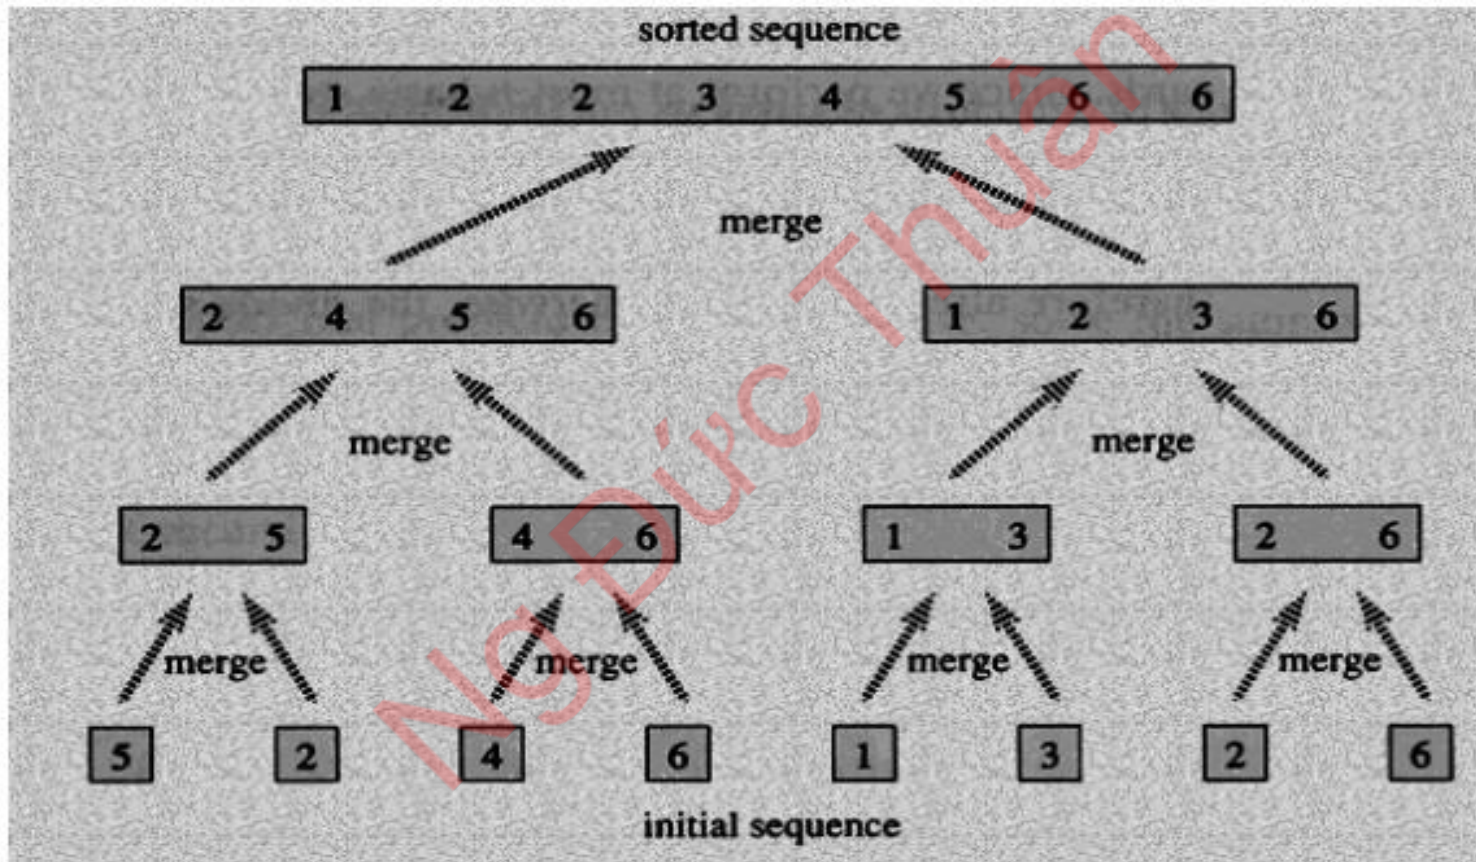 sorted sequence
1 2 2 3 4 5 6 6
merge
2 4 5 6
1 2 3 6
merge
merge
2 5
4 6
1 3
2 6
merge
merge
merge
merge
5
2
4
6
1
3
2
6
initial sequence
Ng Đức Thuần